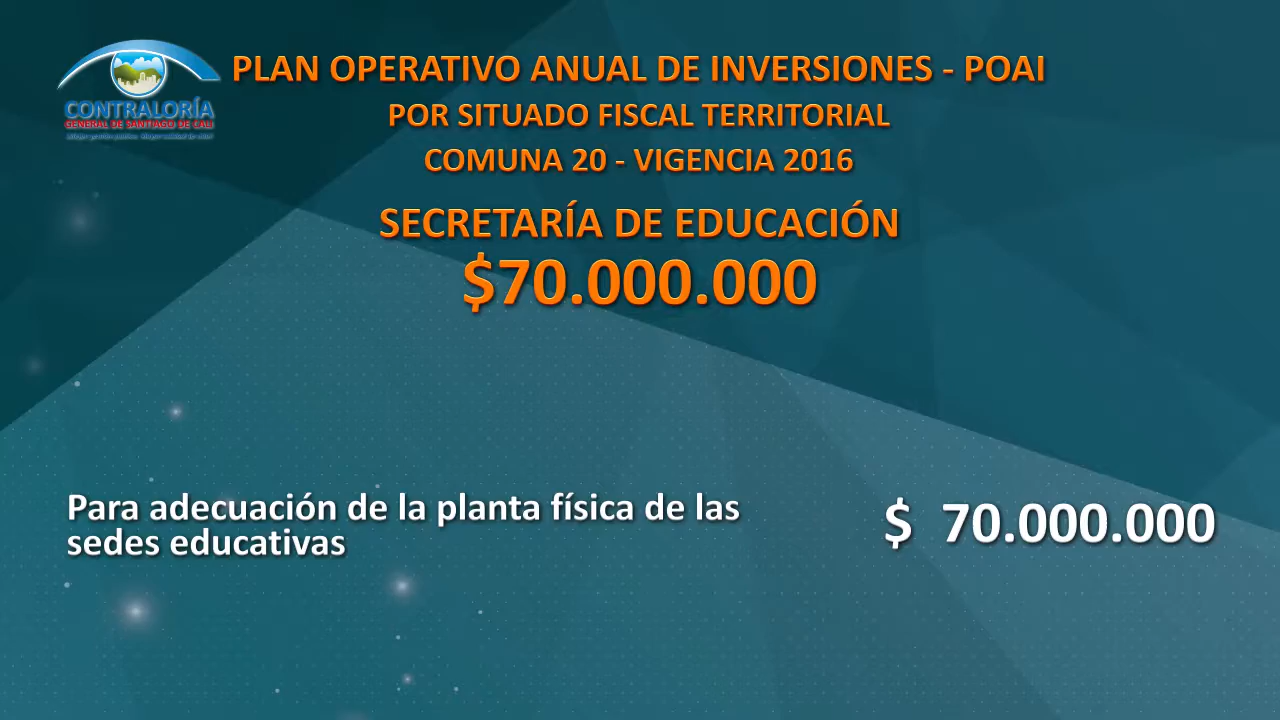 CONTRALORÍA
GENERAL DE SANTIAGO DE CALI
PLAN OPERATIVO ANUAL DE INVERSIONES - POAI
POR SITUADO FISCAL TERRITORIAL
COMUNA 20 - VIGENCIA 2016
SECRETARÍA DE EDUCACIÓN
$70.000.000
Para adecuación de la planta física de las
sedes educativas
$ 70.000.000